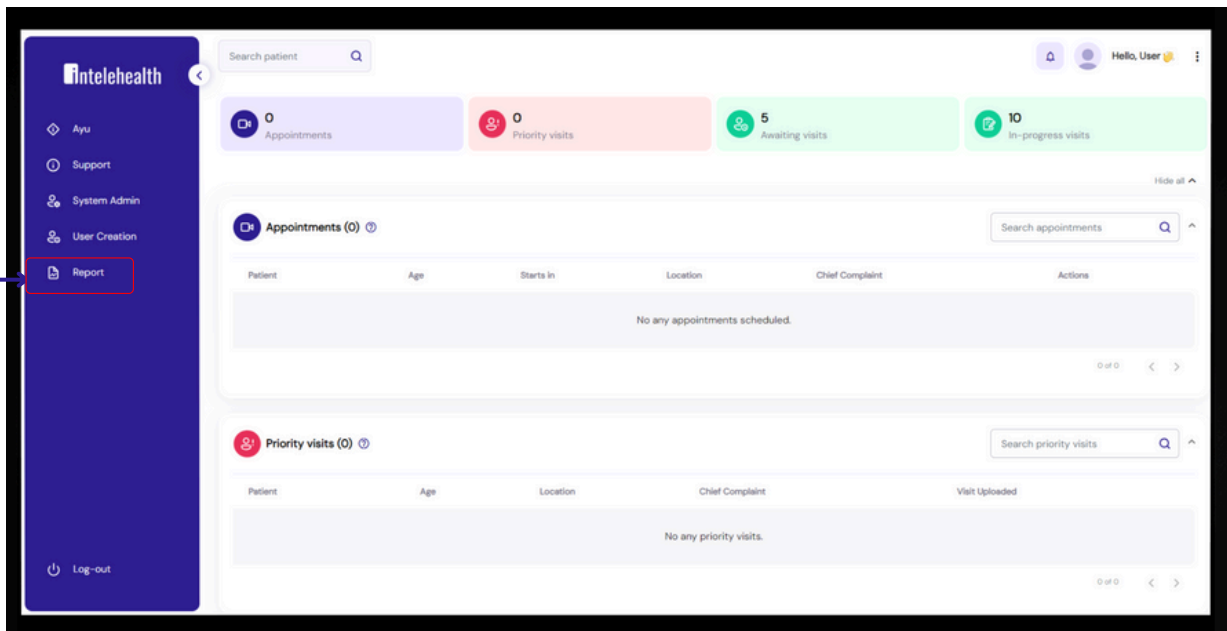 intelehealth
Search patient
Hello, User👋
0
Appointments
0
Priority visits
5
Awaiting visits
10
In-progress visits
Ayu
Support
System Admin
User Creation
Report
Log-out
Hide all
Appointments (0)
Search appointments
Patient Age Starts in Location Chief Complaint Actions
No any appointments scheduled.
0 of 0
Priority visits (0)
Search priority visits
Patient Age Location Chief Complaint Visit Uploaded
No any priority visits.
0 of 0